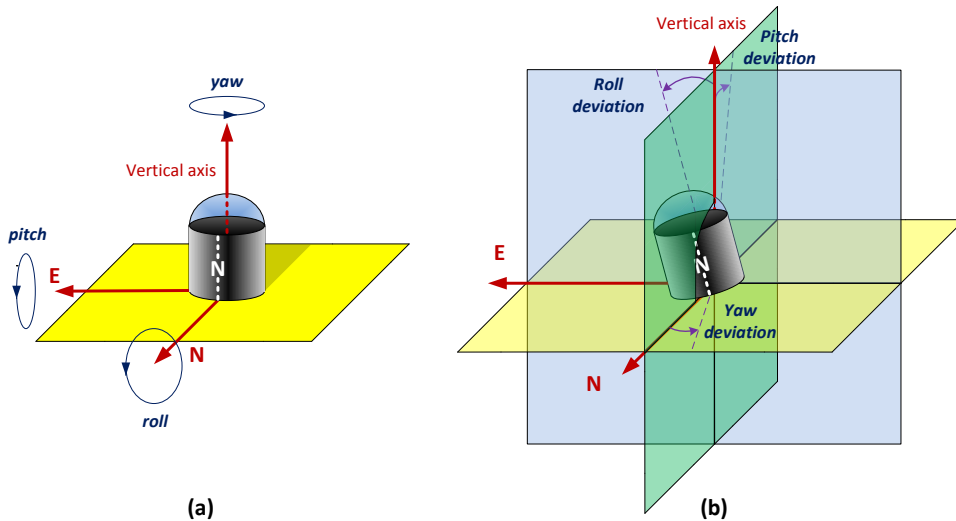 yaw
Vertical axis
pitch
E
N
N
roll
(a)
Vertical axis
Pitch
deviation
Roll
deviation
E
N
Yaw
deviation
N
(b)